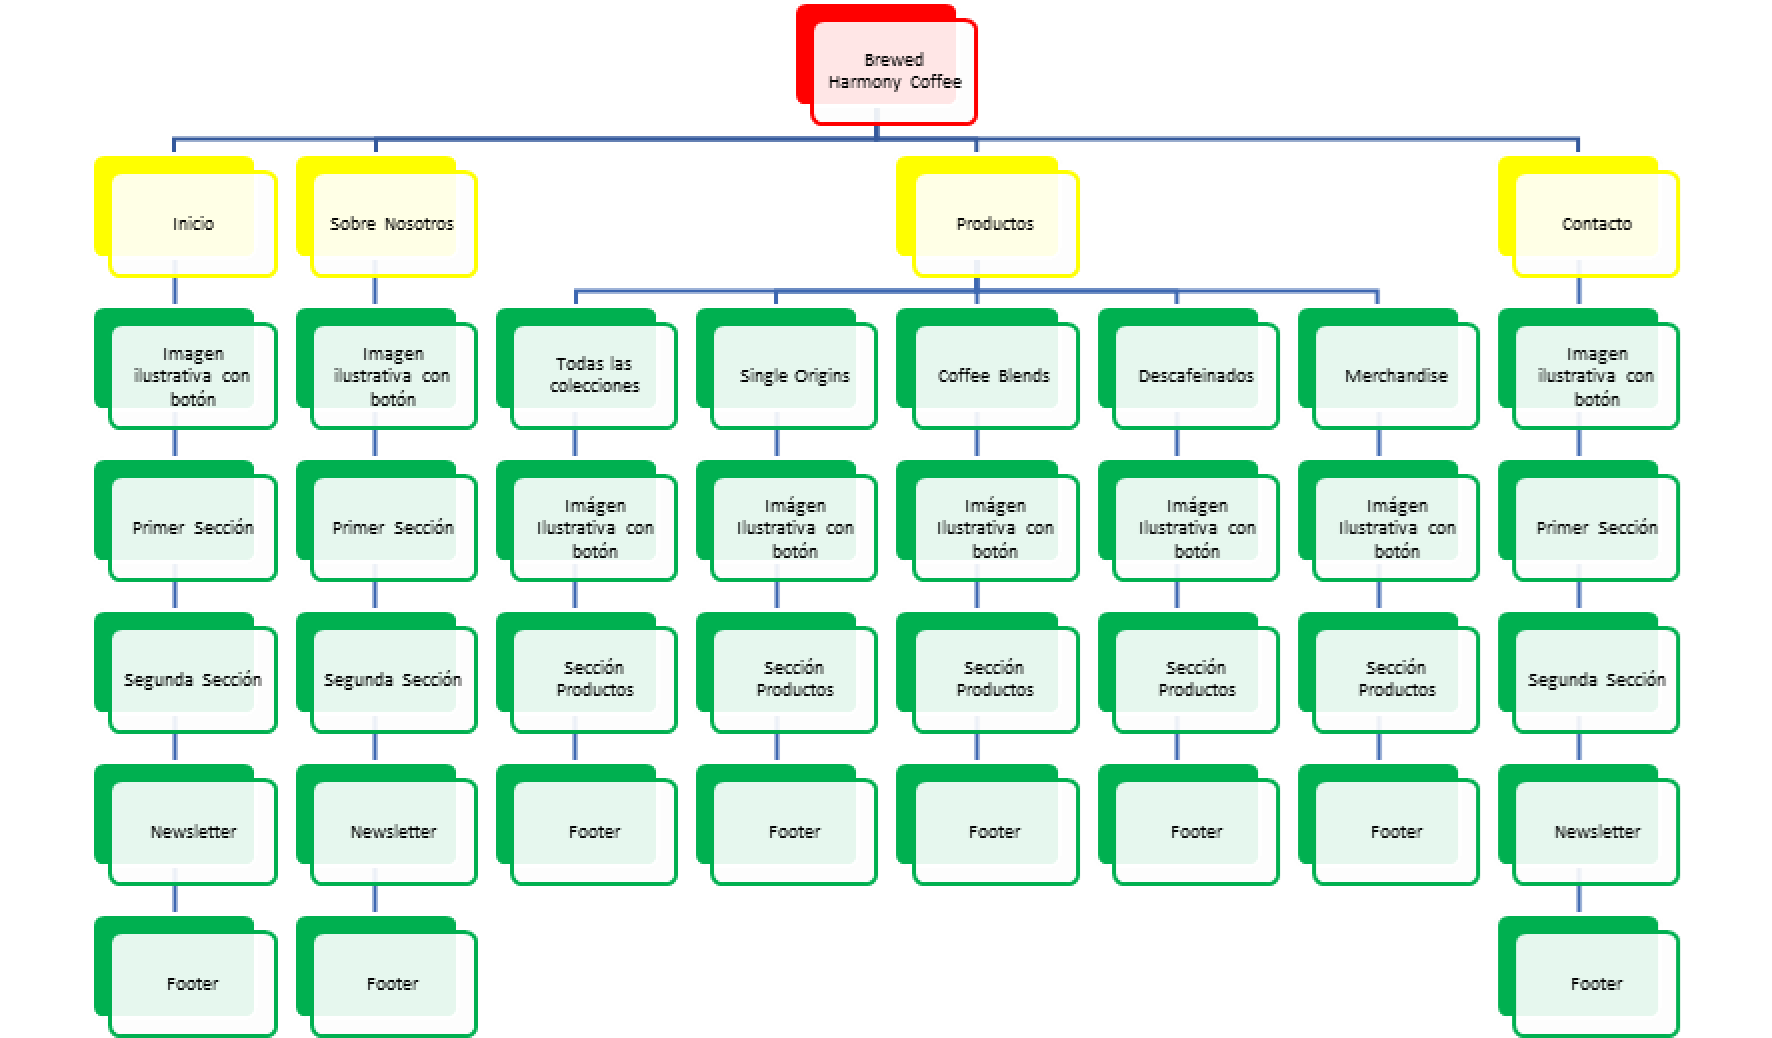 Brewed
Harmony Coffee
Inicio
Sobre Nosotros
Productos
Contacto
Imagen
ilustrativa con
botón
Imagen
ilustrativa con
botón
Todas las
colecciones
Single Origins
Coffee Blends
Descafeinados
Merchandise
Imagen
ilustrativa con
botón
Primer Sección
Primer Sección
Imágen
Ilustrativa con
botón
Imágen
Ilustrativa con
botón
Imágen
Ilustrativa con
botón
Imágen
Ilustrativa con
botón
Imágen
Ilustrativa con
botón
Primer Sección
Segunda Sección
Segunda Sección
Sección
Productos
Sección
Productos
Sección
Productos
Sección
Productos
Sección
Productos
Segunda Sección
Newsletter
Newsletter
Footer
Footer
Footer
Footer
Footer
Newsletter
Footer
Footer
Footer